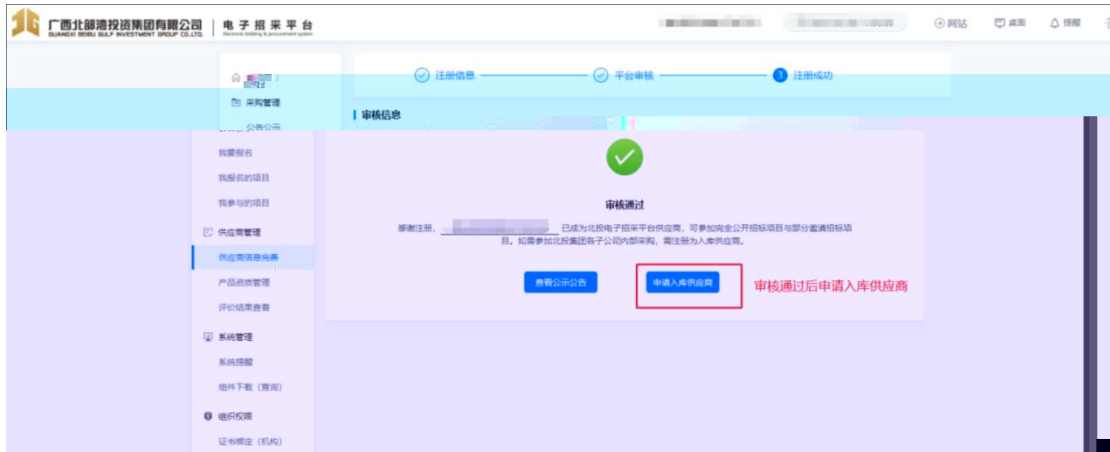 广西北部湾投资集团有限公司
GUANGXI BEIBU GULF INVESTMENT GROUP CO.,LTD.
电子招采平台
Electronic bidding & procurement system
网站
桌面
提醒
注册信息
平台审核
3 注册成功
采购管理
公告公示
我要报名
我报名的项目
我参与的项目
供应商管理
供应商信息完善
产品资质管理
评价结果查看
系统管理
系统提醒
组件下载（查询）
组织权限
证书绑定（机构）
审核信息
审核通过
感谢注册，
已成为北投电子招采平台供应商，可参加完全公开招标项目与部分邀请招标项
目。如需参加北投集团各子公司内部采购，需注册为入库供应商。
查看公示公告
申请入库供应商
审核通过后申请入库供应商